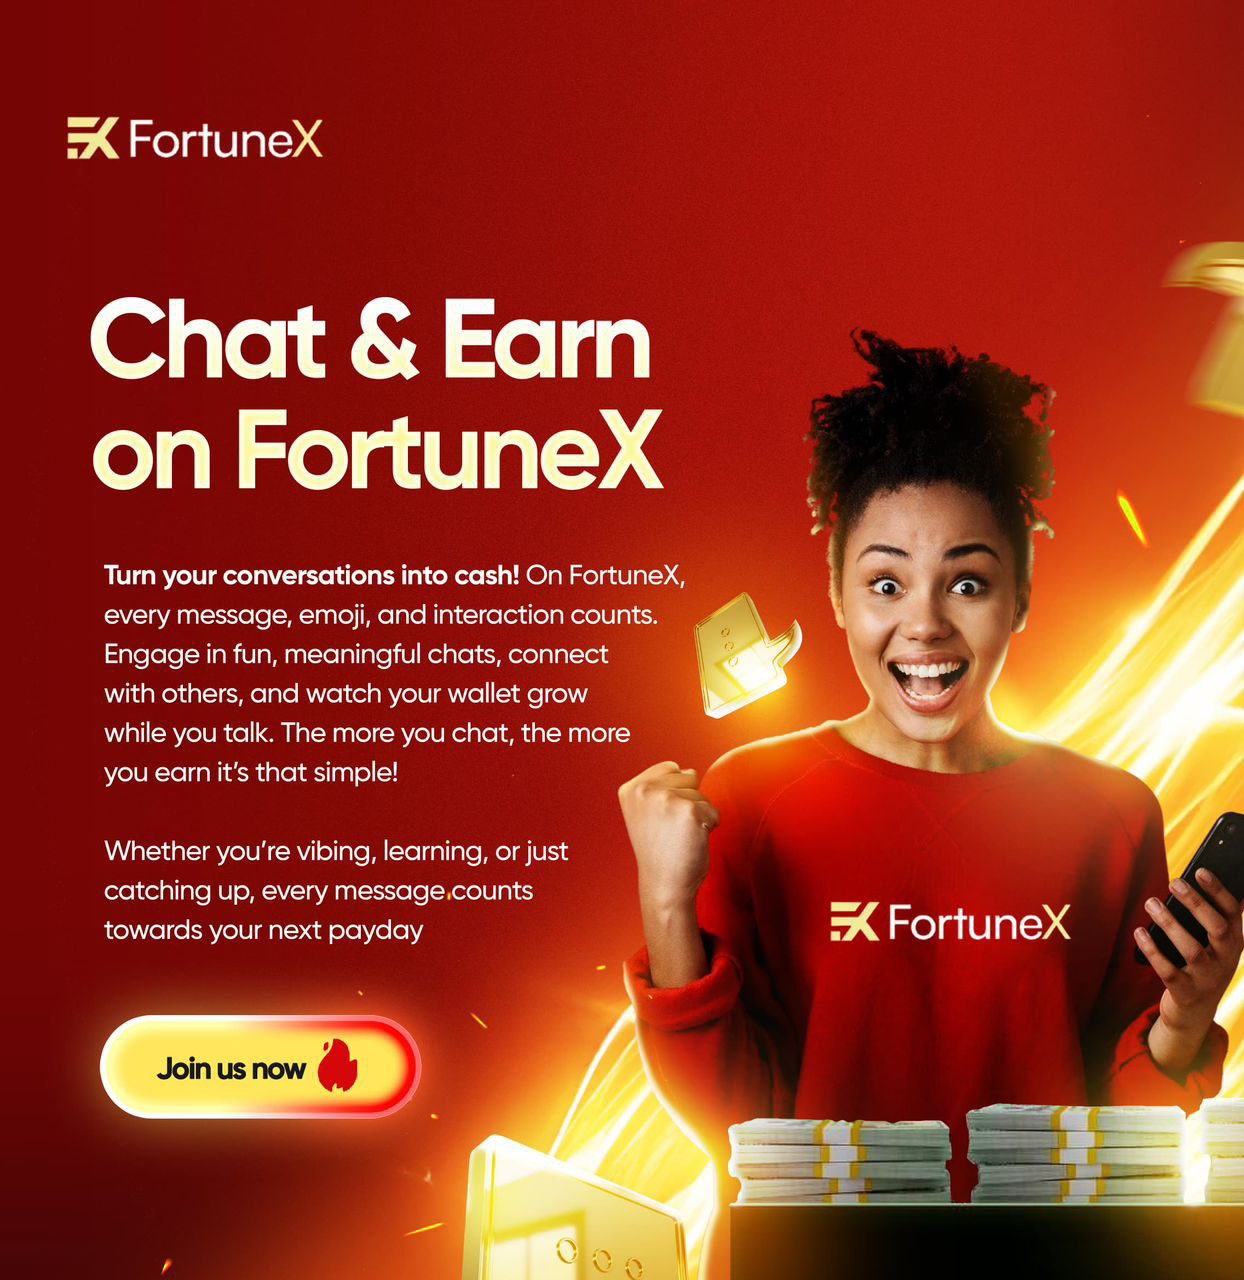 FortuneX
Chat & Earn
on FortuneX
Turn your conversations into cash! On FortuneX,
every message, emoji, and interaction counts.
Engage in fun, meaningful chats, connect
with others, and watch your wallet grow
while you talk. The more you chat, the more
you earn it’s that simple!
Whether you’re vibing, learning, or just
catching up, every message counts
towards your next payday
Join us now
FortuneX